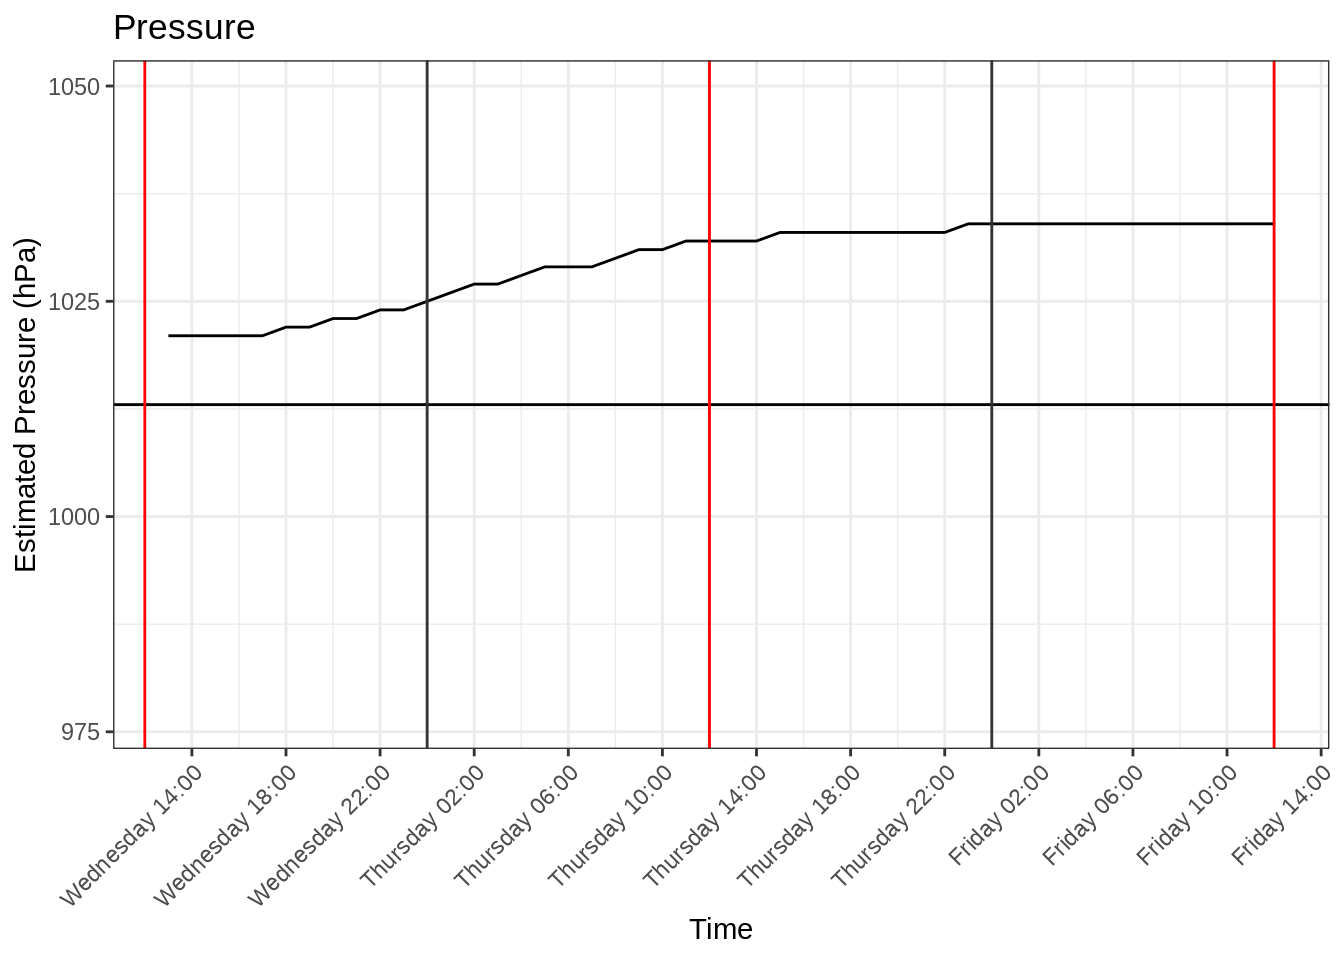 Pressure
Estimated Pressure (hPa)
1050
1025
1000
975
Wednesday 14:00
Wednesday 18:00
Wednesday 22:00
Thursday 02:00
Thursday 06:00
Thursday 10:00
Thursday 14:00
Thursday 18:00
Thursday 22:00
Friday 02:00
Friday 06:00
Friday 10:00
Friday 14:00
Time